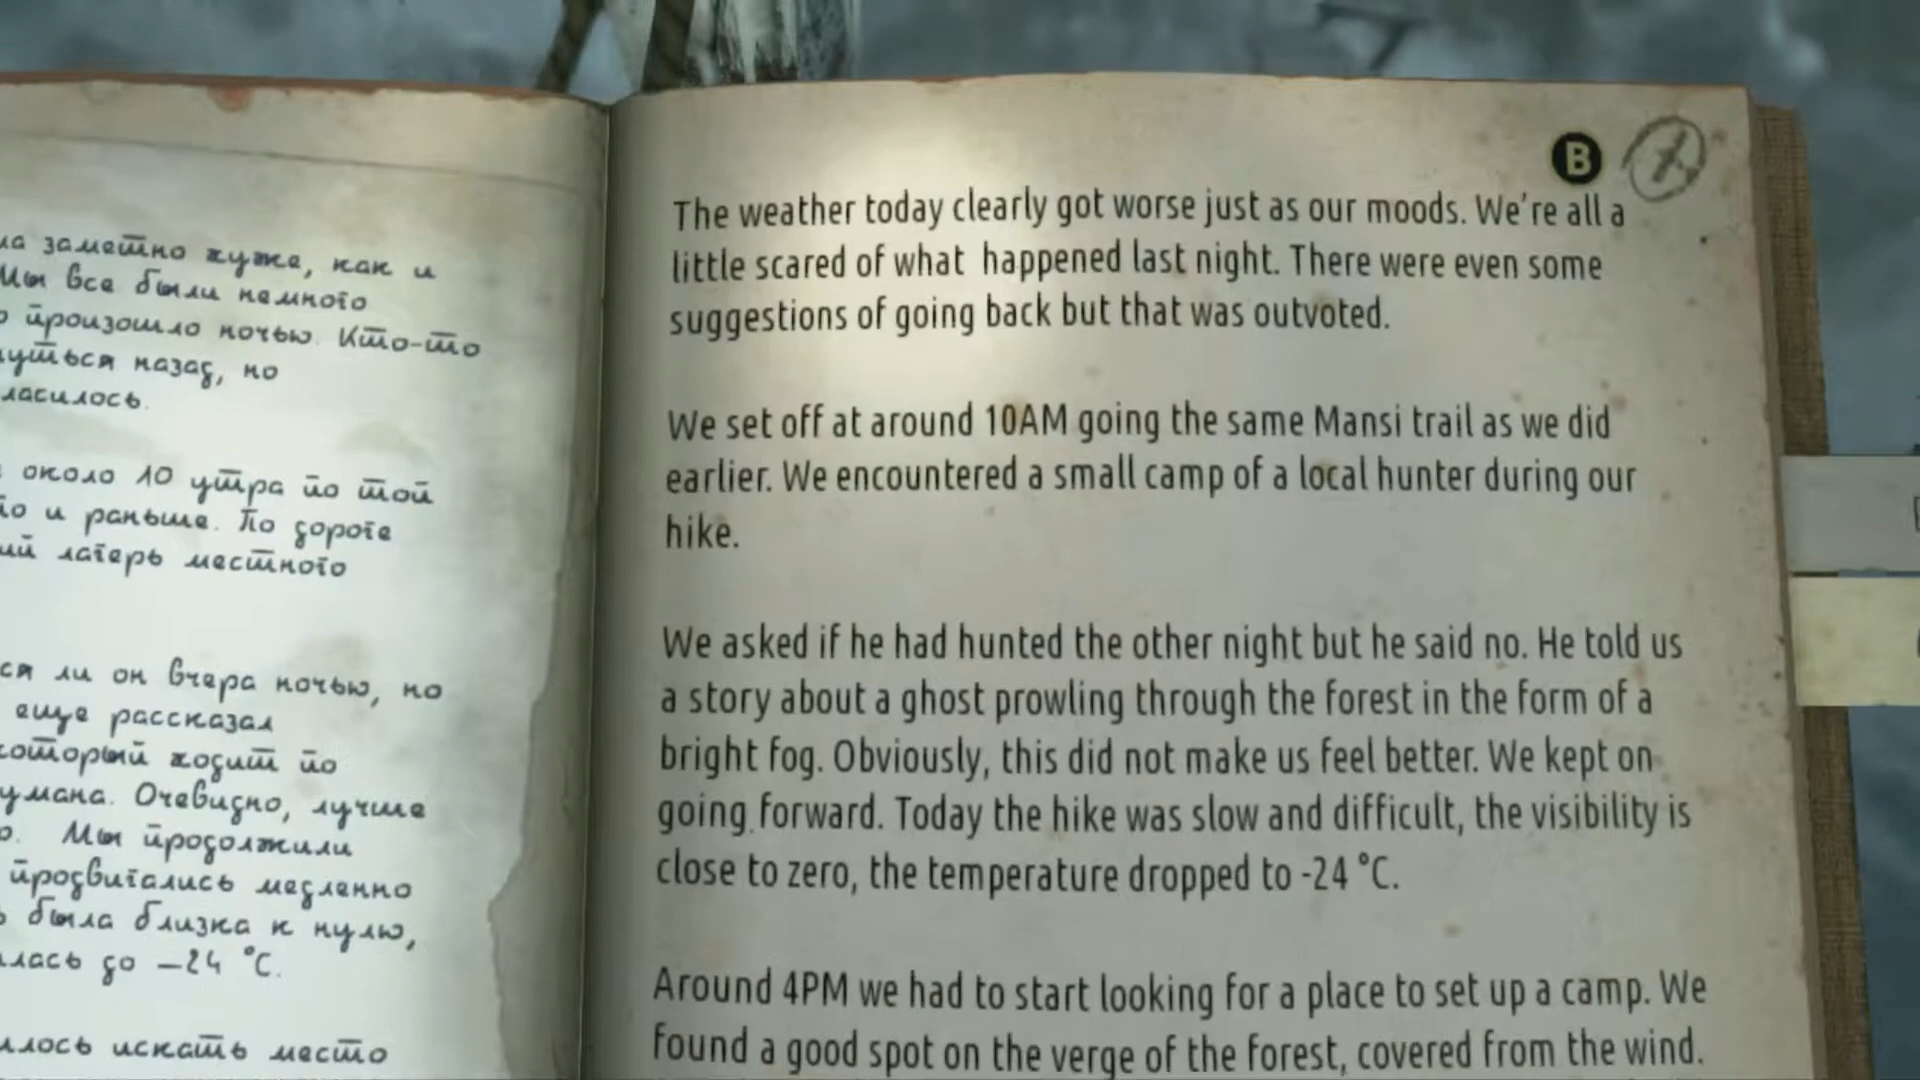 ла заметно хуже, как и
Мы все были немного
о произошло ночью. Кто-то
нуться назад, но
ласилось.
около 10 утра по той
то и раньше. По дороге
ий лагерь местного
ся ли он вчера ночью, но
еще рассказал
который ходит по
умана. Очевидно, лучше
о. Мы продолжили
продвигались медленно
ь была близка к нулю,
илась до –24 °C.
илось искать место
B
7.
The weather today clearly got worse just as our moods. We're all a
little scared of what happened last night. There were even some
suggestions of going back but that was outvoted.
We set off at around 10AM going the same Mansi trail as we did
earlier. We encountered a small camp of a local hunter during our
hike.
We asked if he had hunted the other night but he said no. He told us
a story about a ghost prowling through the forest in the form of a
bright fog. Obviously, this did not make us feel better. We kept on
going forward. Today the hike was slow and difficult, the visibility is
close to zero, the temperature dropped to -24 °C.
Around 4PM we had to start looking for a place to set up a camp. We
found a good spot on the verge of the forest, covered from the wind.